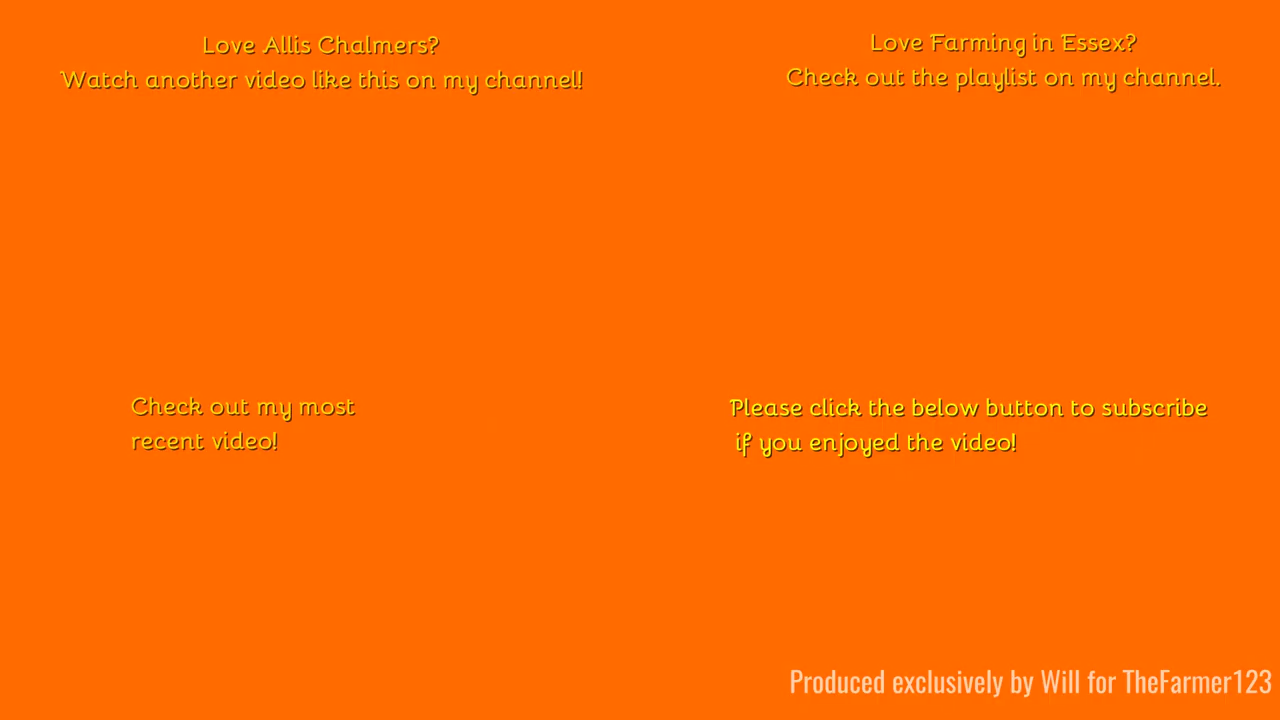 Love Allis Chalmers?
Watch another video like this on my channel!
Love Farming in Essex?
Check out the playlist on my channel.
Check out my most
recent video!
Please click the below button to subscribe
if you enjoyed the video!
Produced exclusively by Will for TheFarmer123